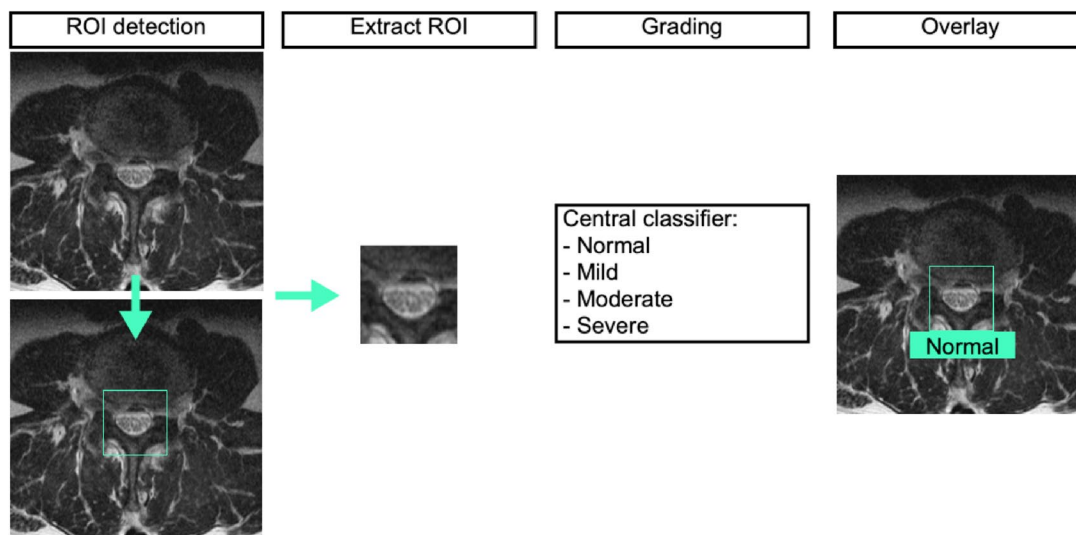 ROI detection
Extract ROI
Grading
Overlay
Central classifier:
- Normal
- Mild
- Moderate
- Severe
Normal